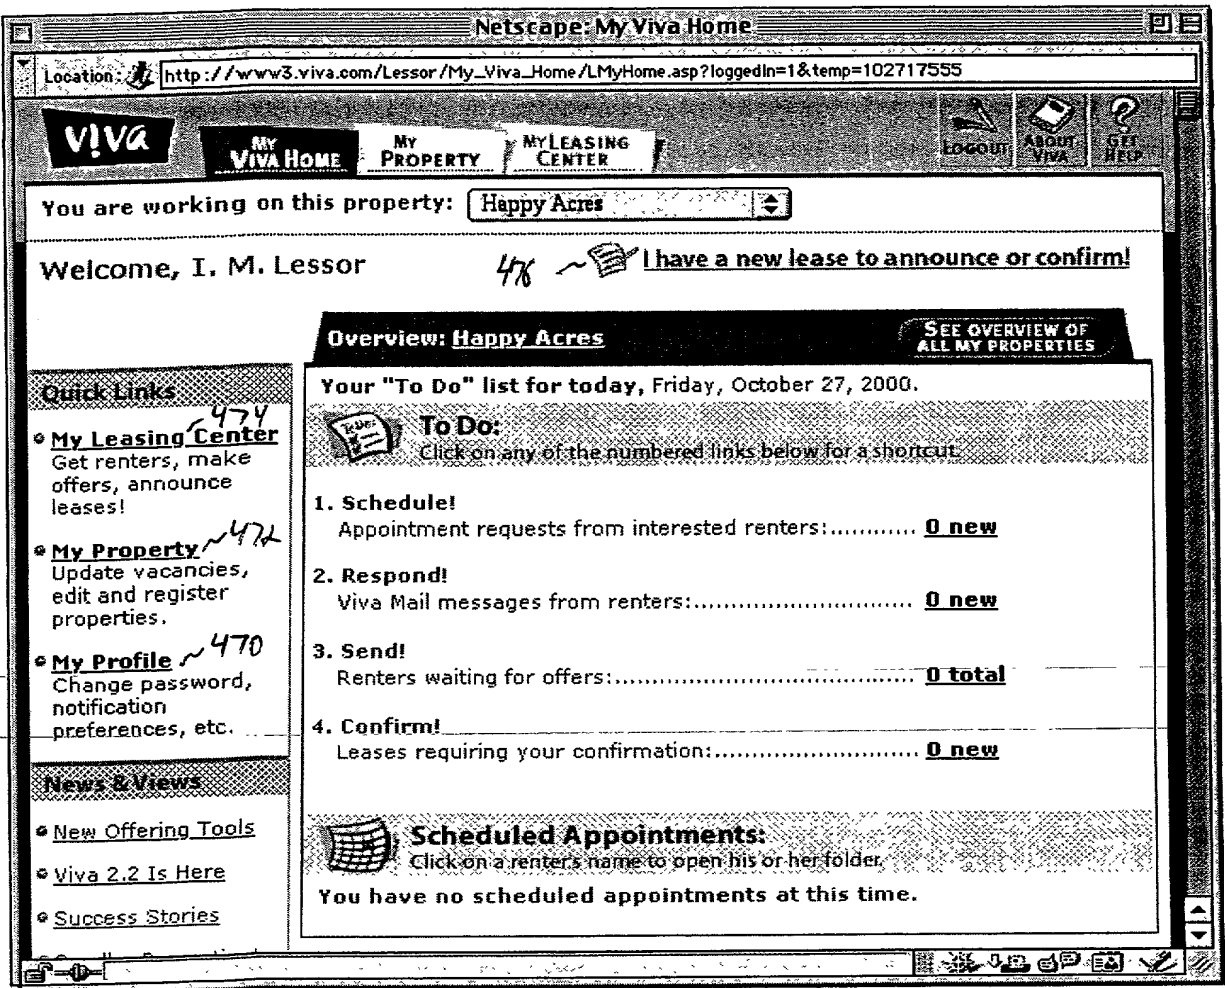 Netscape: My Viva Home
Location: http://www3.viva.com/Lessor/My_Viva_Home/LMyHome.asp?loggedIn=1&temp=102717555
v!va
MY VIVA HOME
MY PROPERTY
MY LEASING CENTER
LOGOUT
ABOUT VIVA
GET HELP
You are working on this property: Happy Acres
Welcome, I. M. Lessor
476
I have a new lease to announce or confirm!
Overview: Happy Acres
SEE OVERVIEW OF
ALL MY PROPERTIES
Quick Links
474
My Leasing Center
Get renters, make
offers, announce
leases!
My Property 472
Update vacancies,
edit and register
properties.
My Profile 470
Change password,
notification
preferences, etc.
News & Views
New Offering Tools
Viva 2.2 Is Here
Success Stories
Your "To Do" list for today, Friday, October 27, 2000.
To Do:
Click on any of the numbered links below for a shortcut.
1. Schedule!
Appointment requests from interested renters:............ 0 new
2. Respond!
Viva Mail messages from renters:............................ 0 new
3. Send!
Renters waiting for offers:...................................... 0 total
4. Confirm!
Leases requiring your confirmation:.......................... 0 new
Scheduled Appointments:
Click on a renter's name to open his or her folder.
You have no scheduled appointments at this time.